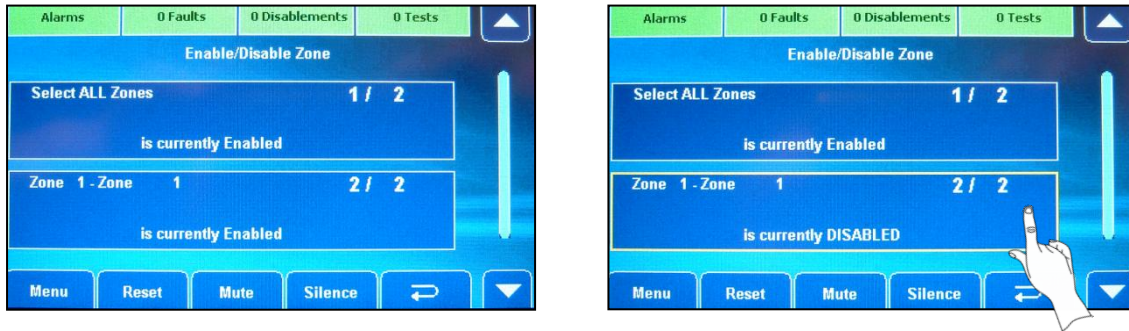 Alarms 0 Faults 0 Disablements 0 Tests
Enable/Disable Zone
Select ALL Zones 1 / 2
is currently Enabled
Zone 1 - Zone 1 2 / 2
is currently Enabled
Menu Reset Mute Silence
Alarms 0 Faults 0 Disablements 0 Tests
Enable/Disable Zone
Select ALL Zones 1 / 2
is currently Enabled
Zone 1 - Zone 1 2 / 2
is currently DISABLED
Menu Reset Mute Silence